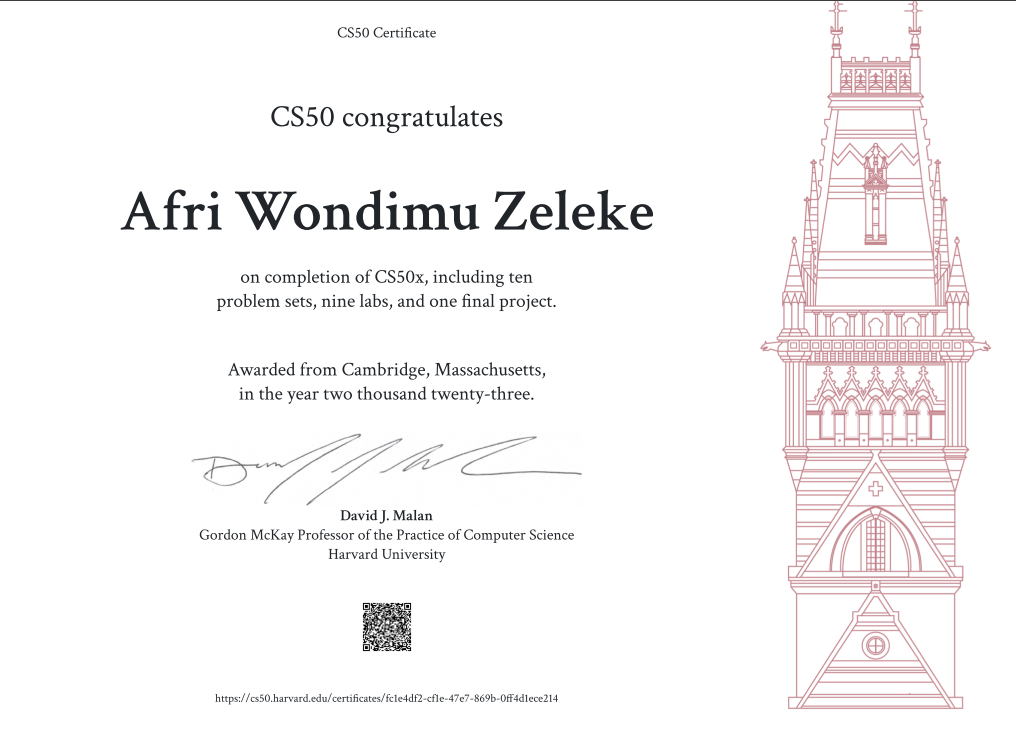 CS50 Certificate
CS50 congratulates
Afri Wondimu Zeleke
on completion of CS50x, including ten
problem sets, nine labs, and one final project.
Awarded from Cambridge, Massachusetts,
in the year two thousand twenty-three.
David J. Malan
Gordon McKay Professor of the Practice of Computer Science
Harvard University
https://cs50.harvard.edu/certificates/fc1e4df2-cf1e-47e7-869b-0ff4d1ece214